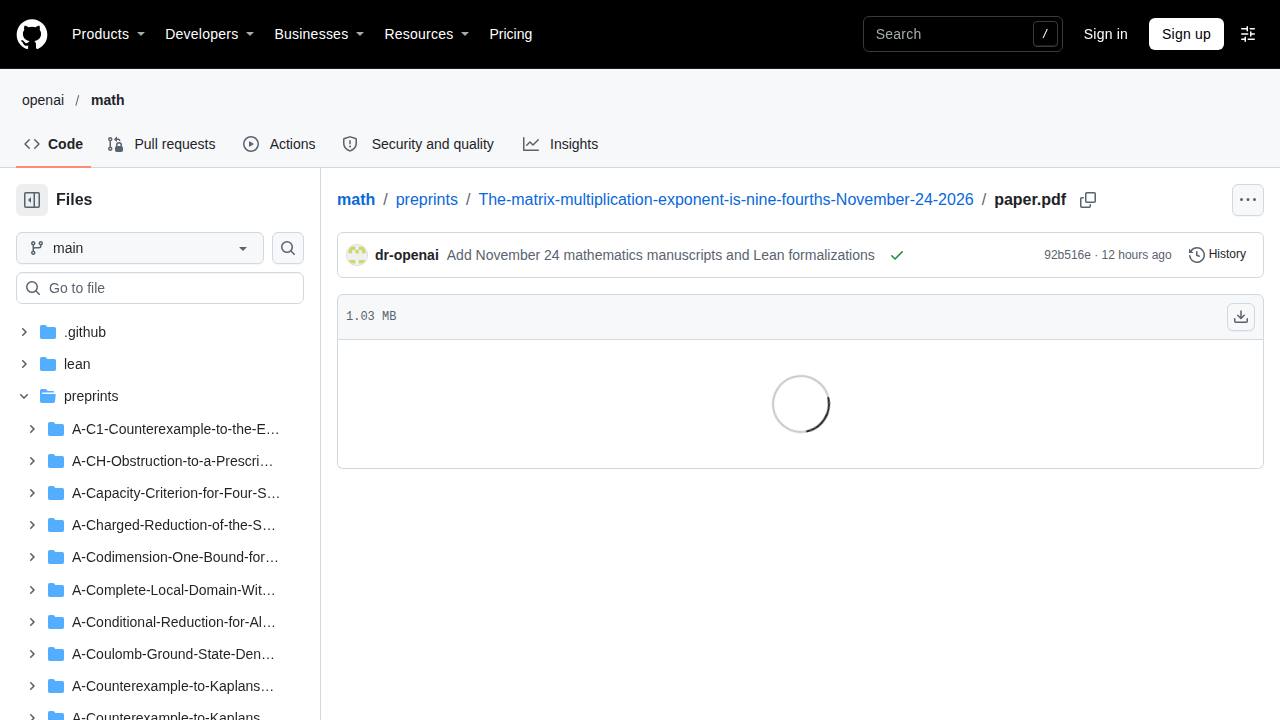 Products
Developers
Businesses
Resources
Pricing
Search
/
Sign in
Sign up
openai / math
Code
Pull requests
Actions
Security and quality
Insights
Files
main
Go to file
.github
lean
preprints
A-C1-Counterexample-to-the-E…
A-CH-Obstruction-to-a-Prescri…
A-Capacity-Criterion-for-Four-S…
A-Charged-Reduction-of-the-S…
A-Codimension-One-Bound-for…
A-Complete-Local-Domain-Wit…
A-Conditional-Reduction-for-Al…
A-Coulomb-Ground-State-Den…
A-Counterexample-to-Kaplans…
A-Counterexample-to-Kaplans
math / preprints / The-matrix-multiplication-exponent-is-nine-fourths-November-24-2026 / paper.pdf
dr-openai Add November 24 mathematics manuscripts and Lean formalizations
92b516e · 12 hours ago
History
1.03 MB